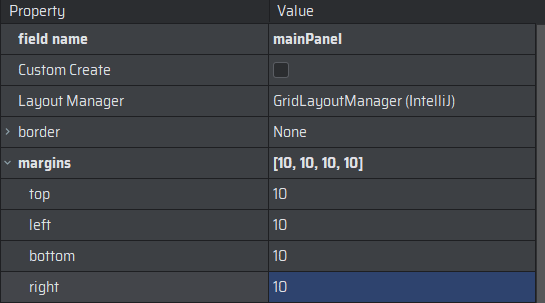 Property Value
field name mainPanel
Custom Create
Layout Manager GridLayoutManager (IntelliJ)
border None
margins [10, 10, 10, 10]
top 10
left 10
bottom 10
right 10